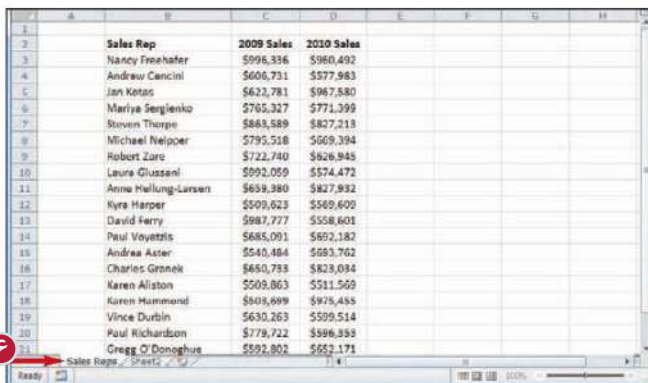 A B C D E F G H
1
2 Sales Rep 2009 Sales 2010 Sales
3 Nancy Freehafer $996,336 $960,492
4 Andrew Cencini $606,731 $577,983
5 Jan Kotas $622,781 $967,580
6 Mariya Sergienko $765,327 $771,399
7 Steven Thorpe $863,589 $827,213
8 Michael Neipper $795,518 $669,394
9 Robert Zare $722,740 $626,945
10 Laura Giussani $992,059 $574,472
11 Anne Hellung-Larsen $659,380 $827,932
12 Kyra Harper $509,623 $569,609
13 David Ferry $987,777 $558,601
14 Paul Voyatzis $685,091 $692,182
15 Andrea Aster $540,484 $693,762
16 Charles Granek $650,733 $823,034
17 Karen Aliston $509,863 $511,569
18 Karen Hammond $503,699 $975,455
19 Vince Durbin $630,263 $599,514
20 Paul Richardson $779,722 $596,353
21 Gregg O'Donoghue $592,802 $652,171
Sales Reps Sheet2
Ready 100%